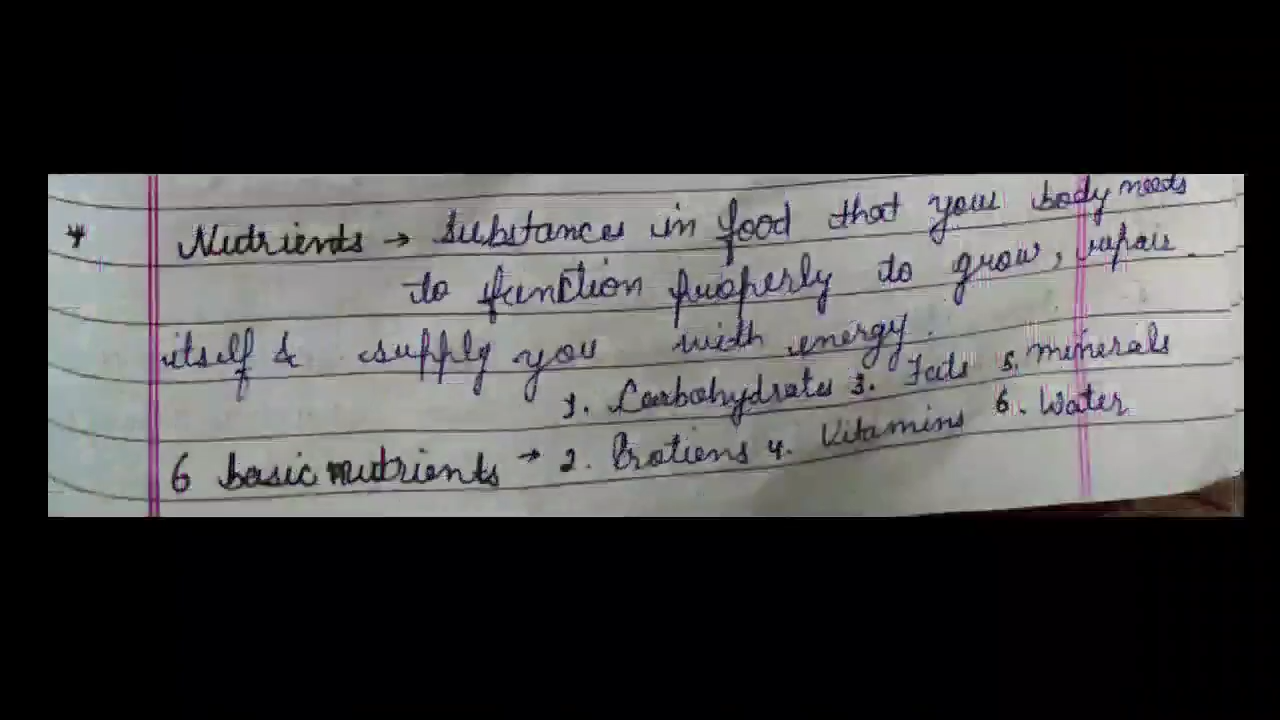 * Nutrients → Substances in food that your body needs
to function properly to grow, repair
itself & supply you with energy.
1. Carbohydrates 3. Fats 5. minerals
6 basic nutrients → 2. Protiens 4. Vitamins 6. Water